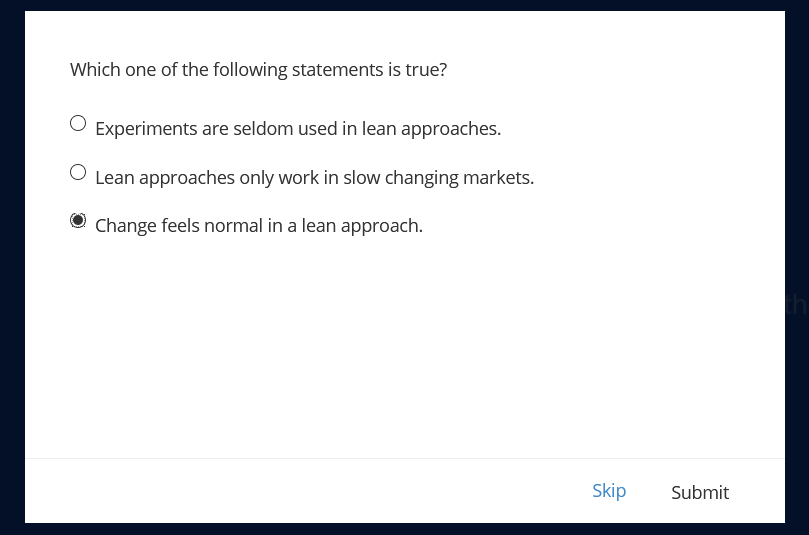 Which one of the following statements is true?
Experiments are seldom used in lean approaches.
Lean approaches only work in slow changing markets.
Change feels normal in a lean approach.
th
Skip
Submit